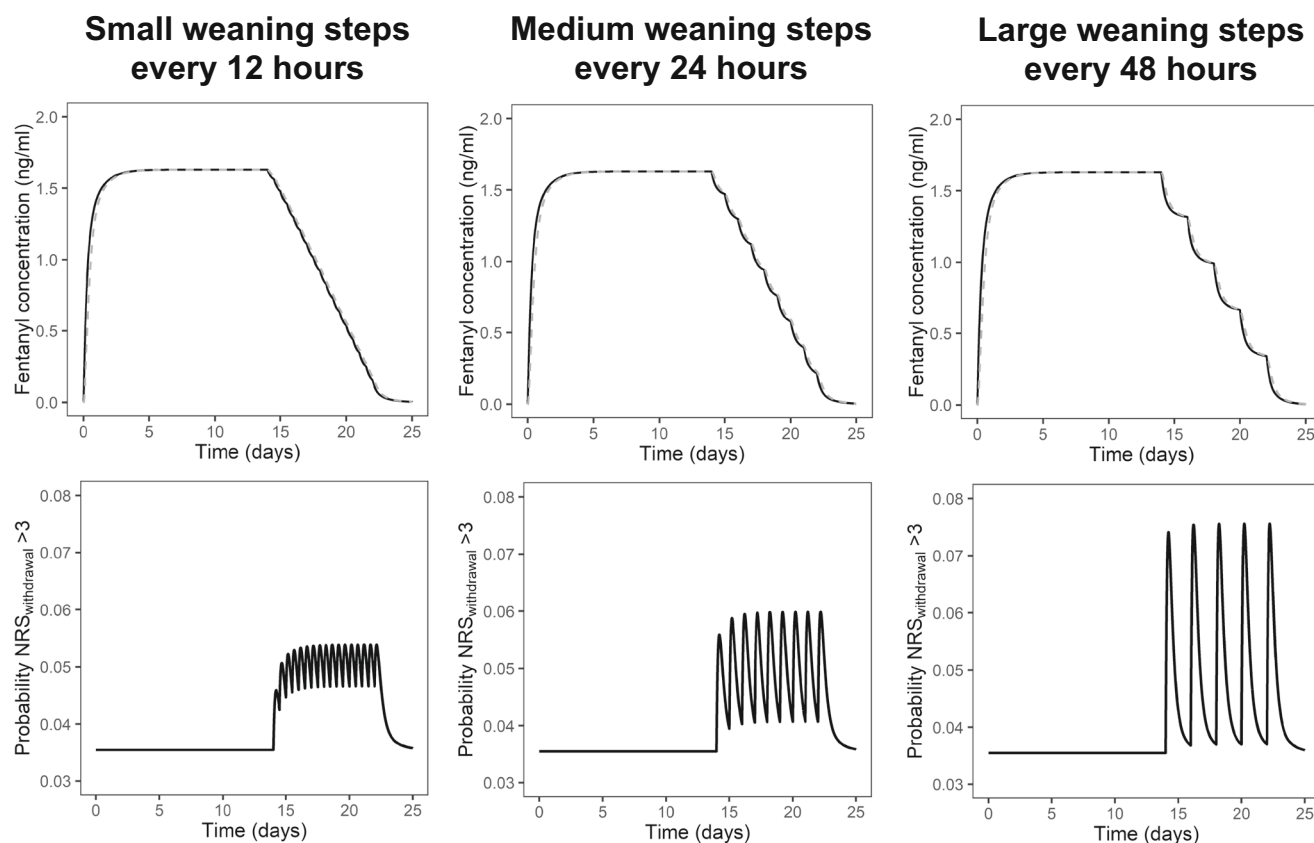 Small weaning steps
every 12 hours
Medium weaning steps
every 24 hours
Large weaning steps
every 48 hours
Fentanyl concentration (ng/ml)
2.0
1.5
1.0
0.5
0.0
0 5 10 15 20 25
Time (days)
Fentanyl concentration (ng/ml)
2.0
1.5
1.0
0.5
0.0
0 5 10 15 20 25
Time (days)
Fentanyl concentration (ng/ml)
2.0
1.5
1.0
0.5
0.0
0 5 10 15 20 25
Time (days)
Probability NRSwithdrawal >3
0.08
0.07
0.06
0.05
0.04
0.03
0 5 10 15 20 25
Time (days)
Probability NRSwithdrawal >3
0.08
0.07
0.06
0.05
0.04
0.03
0 5 10 15 20 25
Time (days)
Probability NRSwithdrawal >3
0.08
0.07
0.06
0.05
0.04
0.03
0 5 10 15 20 25
Time (days)